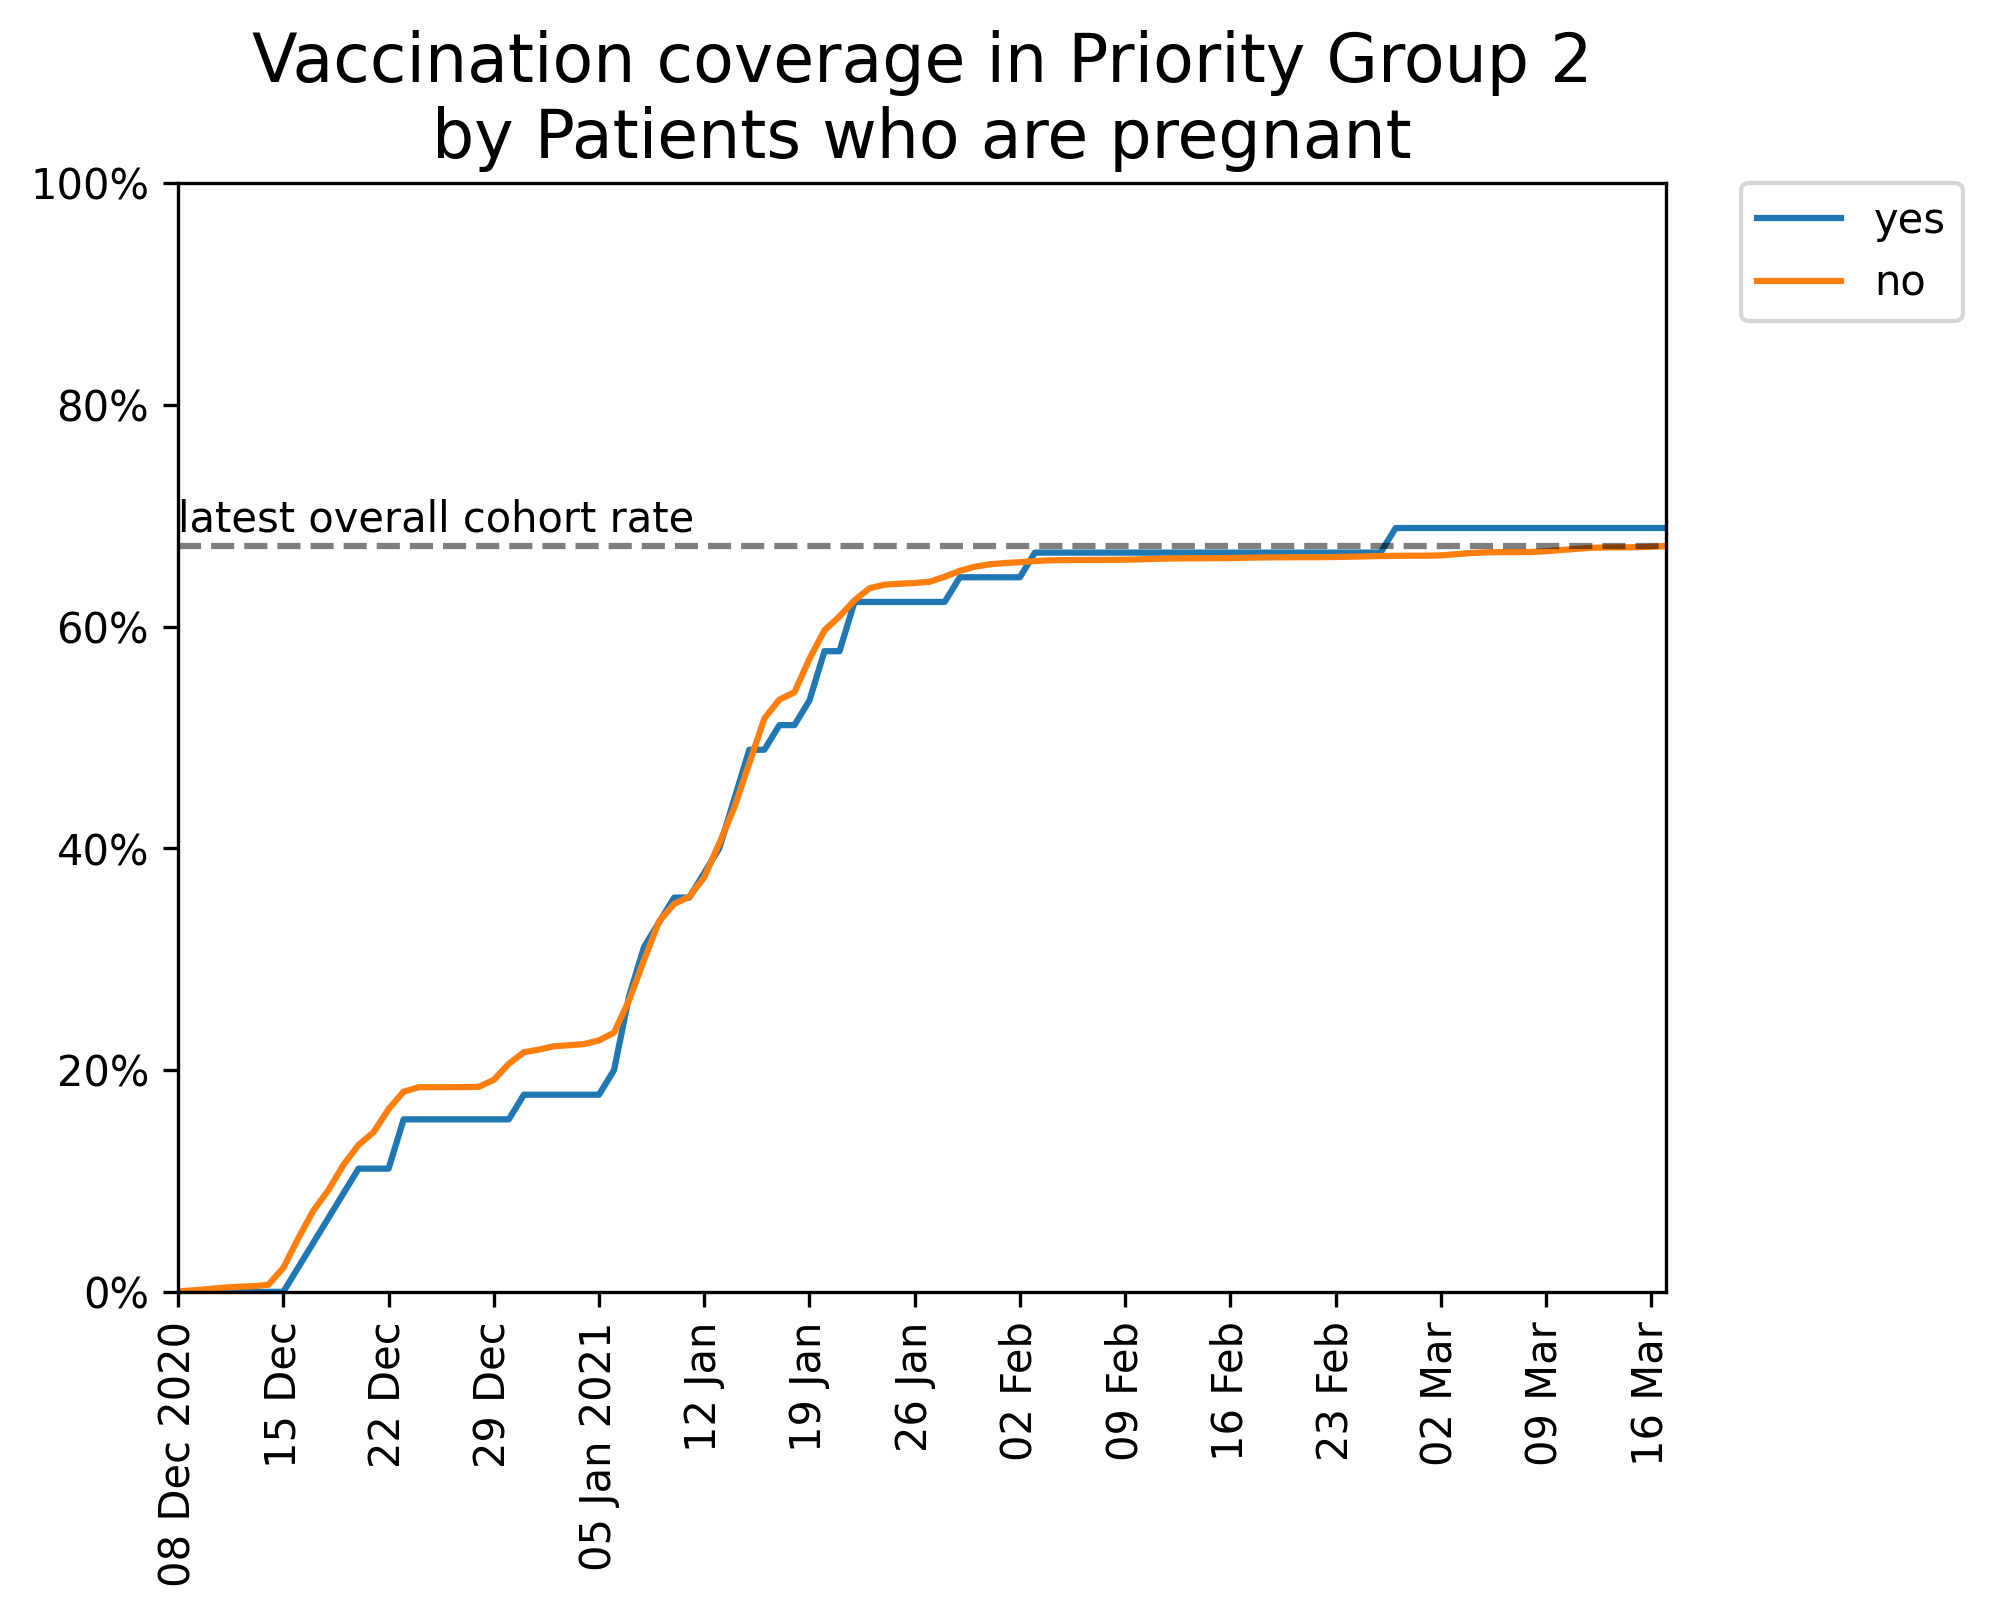 Vaccination coverage in Priority Group 2
by Patients who are pregnant
100%
80%
60%
40%
20%
0%
latest overall cohort rate
yes
no
08 Dec 2020
15 Dec
22 Dec
29 Dec
05 Jan 2021
12 Jan
19 Jan
26 Jan
02 Feb
09 Feb
16 Feb
23 Feb
02 Mar
09 Mar
16 Mar